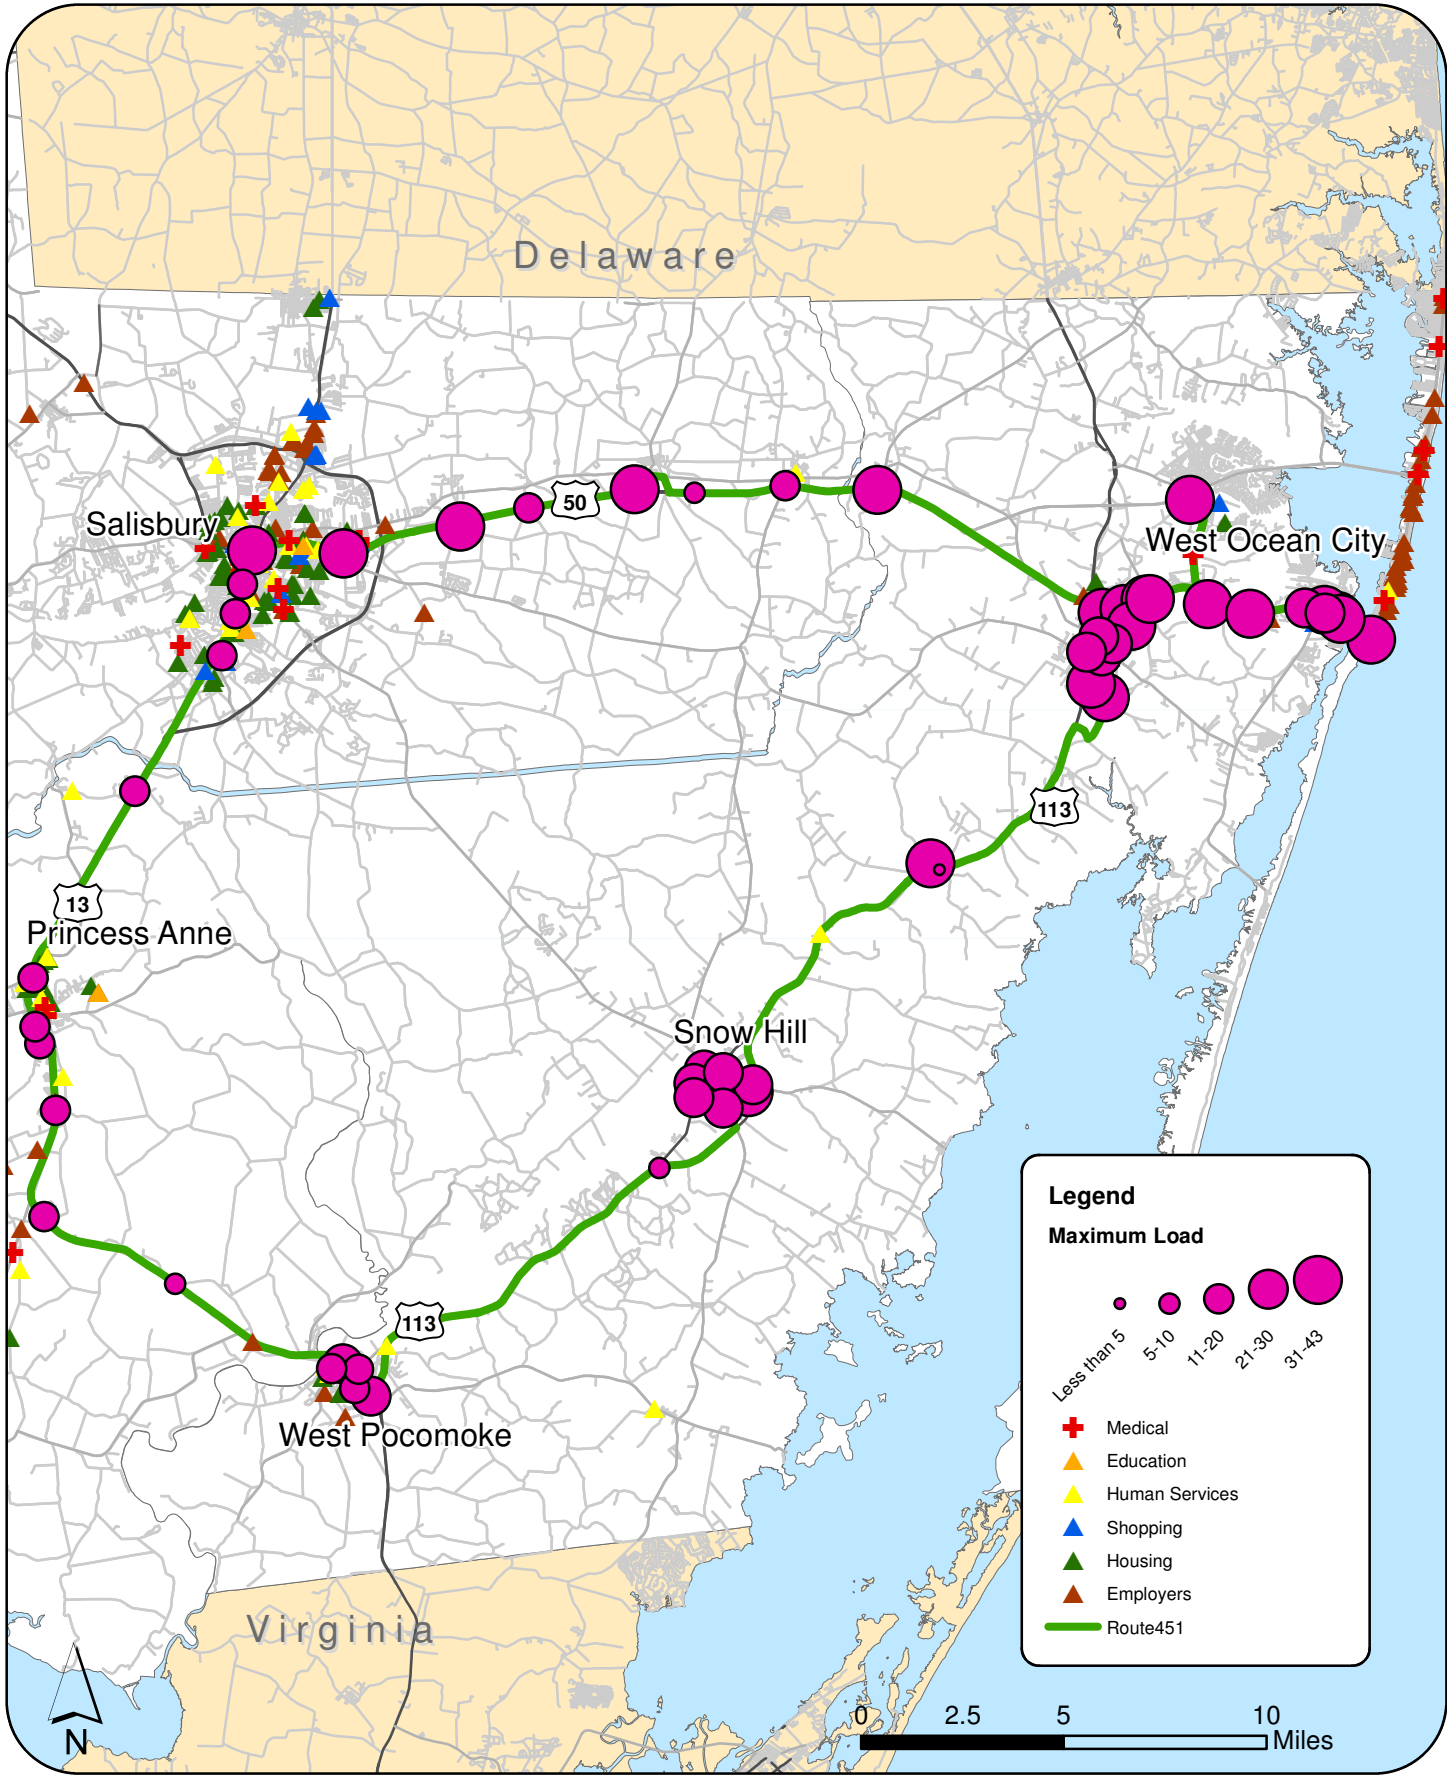 Delaware
Salisbury
50
West Ocean City
113
13
Princess Anne
Snow Hill
113
West Pocomoke
Virginia
N
Legend
Maximum Load
Less than 5
5-10
11-20
21-30
31-43
Medical
Education
Human Services
Shopping
Housing
Employers
Route451
0 2.5 5 10
Miles